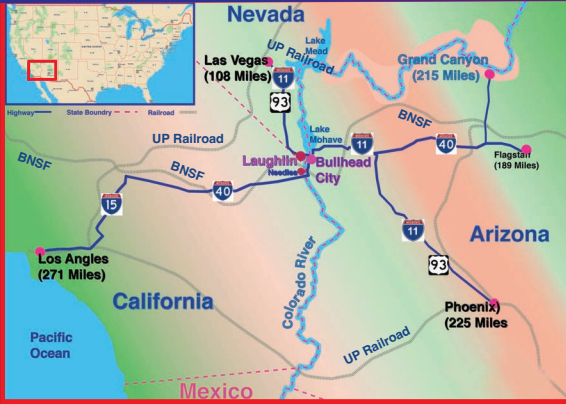 Nevada
Lake
Mead
UP Railroad
Las Vegas
(108 Miles)
11
93
Grand Canyon
(215 Miles)
Highway
State Boundry
Railroad
UP Railroad
BNSF
BNSF
Lake
Mohave
11
40
BNSF
Flagstaff
(189 Miles)
Laughlin
Bullhead
City
Needles
40
15
11
93
Arizona
Los Angles
(271 Miles)
California
Colorado River
Phoenix)
(225 Miles
UP Railroad
Pacific
Ocean
Mexico